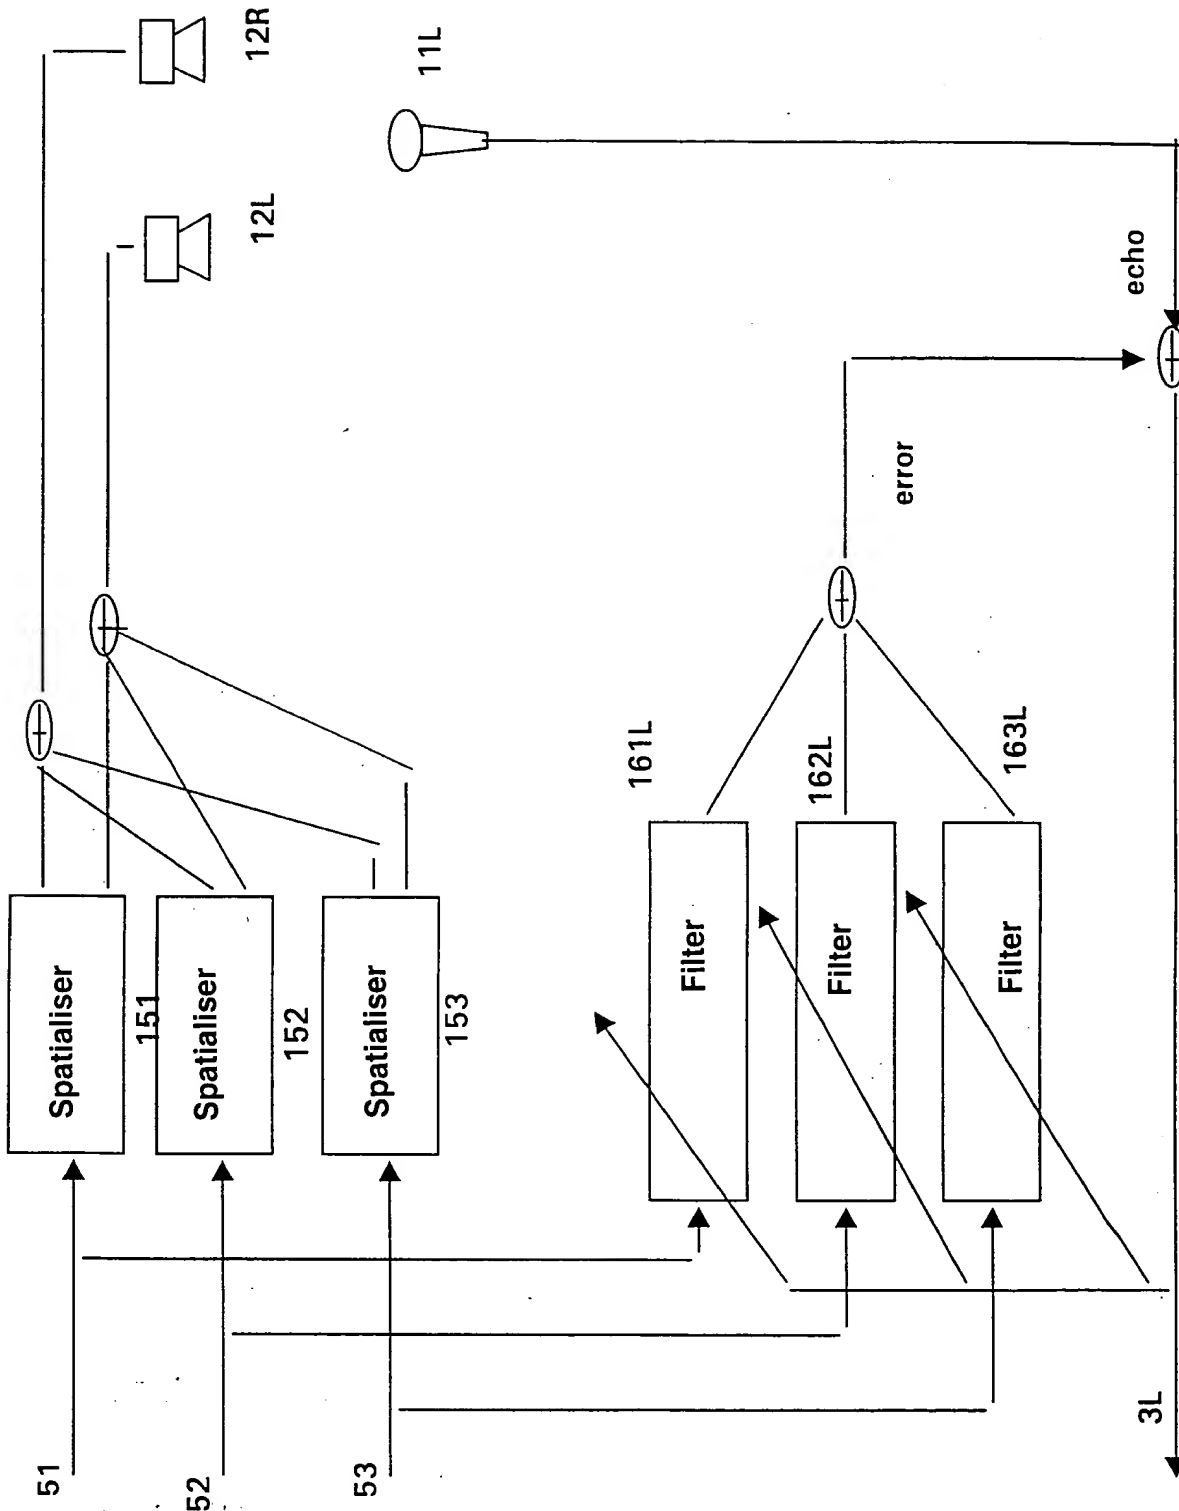 51
52
53
Spatialiser
151
Spatialiser
152
Spatialiser
153
12L
12R
11L
Filter
161L
Filter
162L
Filter
163L
error
echo
3L